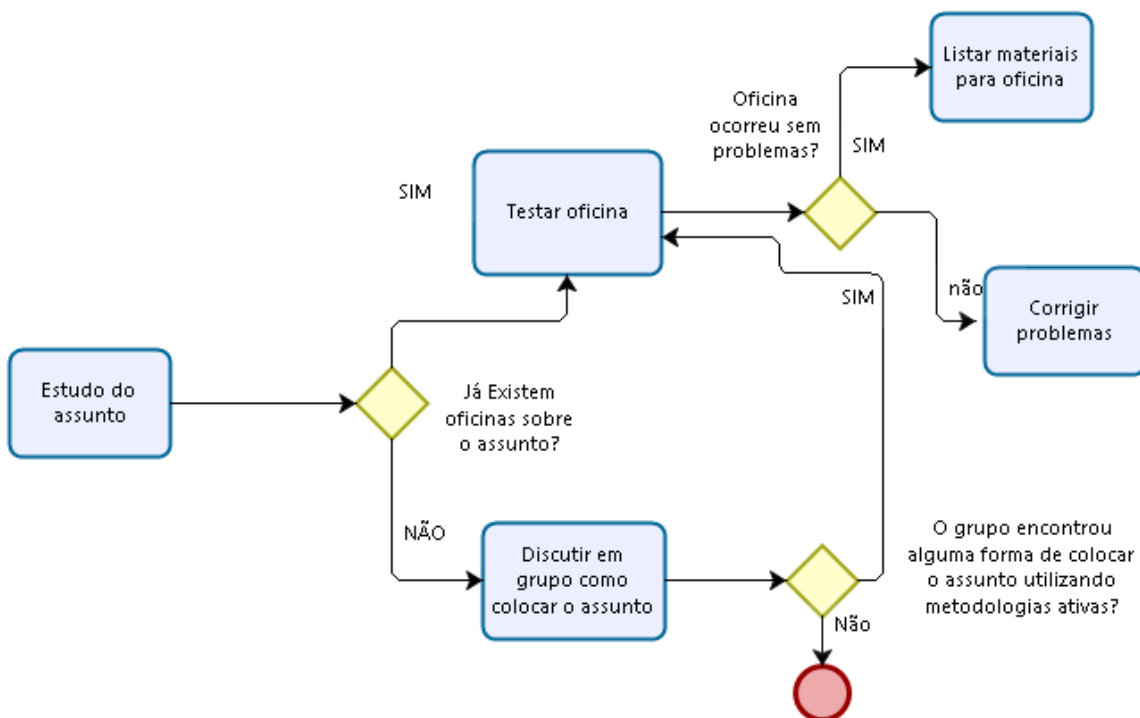 Listar materiais
para oficina
Oficina
ocorreu sem
problemas?
SIM
SIM
Testar oficina
não
SIM
Corrigir
problemas
Estudo do
assunto
Já Existem
oficinas sobre
o assunto?
NÃO
Discutir em
grupo como
colocar o assunto
O grupo encontrou
alguma forma de colocar
o assunto utilizando
metodologias ativas?
Não